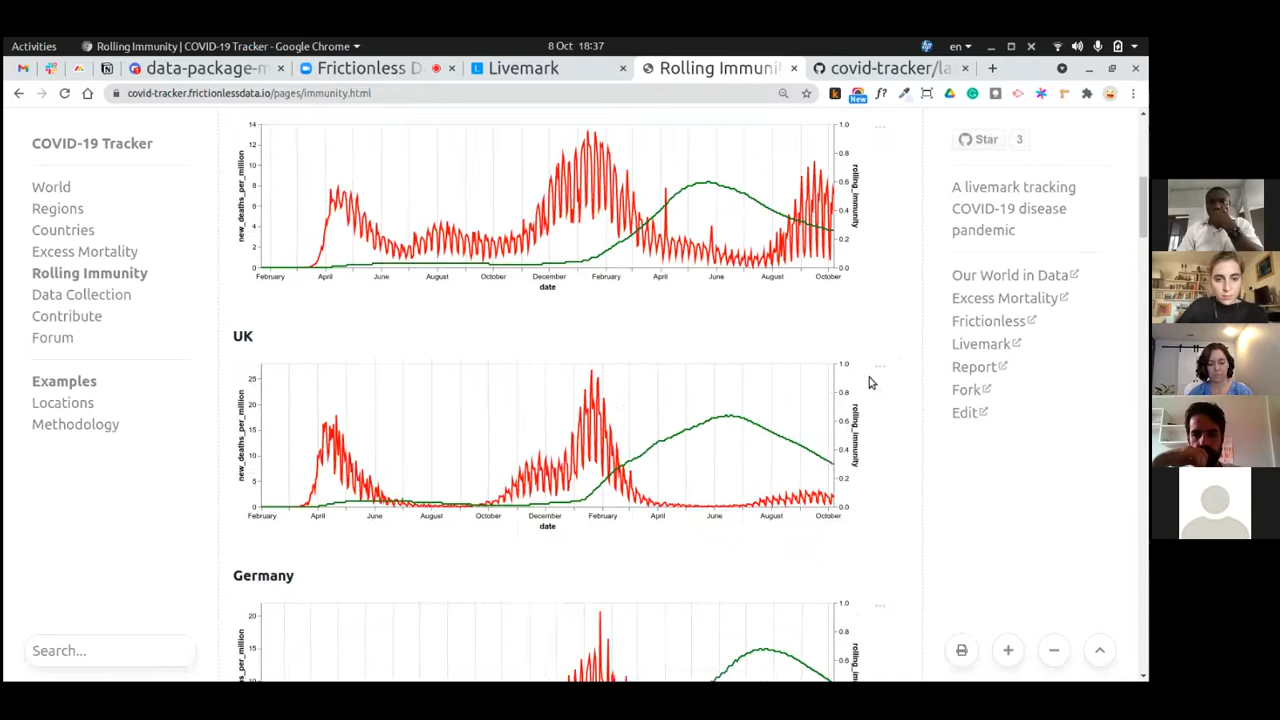 Activities
Rolling Immunity | COVID-19 Tracker - Google Chrome
8 Oct 18:37
en
data-package-m
Frictionless D
Livemark
Rolling Immuni
covid-tracker/la
covid-tracker.frictionlessdata.io/pages/immunity.html
New
f?
COVID-19 Tracker
World
Regions
Countries
Excess Mortality
Rolling Immunity
Data Collection
Contribute
Forum
Examples
Locations
Methodology
Search...
14
12
10
8
6
4
2
0
new_deaths_per_million
1.0
0.8
0.6
0.4
0.2
0.0
rolling_immunity
February April June August October December February April June August October
date
UK
25
20
15
10
5
0
new_deaths_per_million
1.0
0.8
0.6
0.4
0.2
0.0
rolling_immunity
February April June August October December February April June August October
date
Germany
20
15
1.0
0.8
Star
3
A livemark tracking
COVID-19 disease
pandemic
Our World in Data
Excess Mortality
Frictionless
Livemark
Report
Fork
Edit